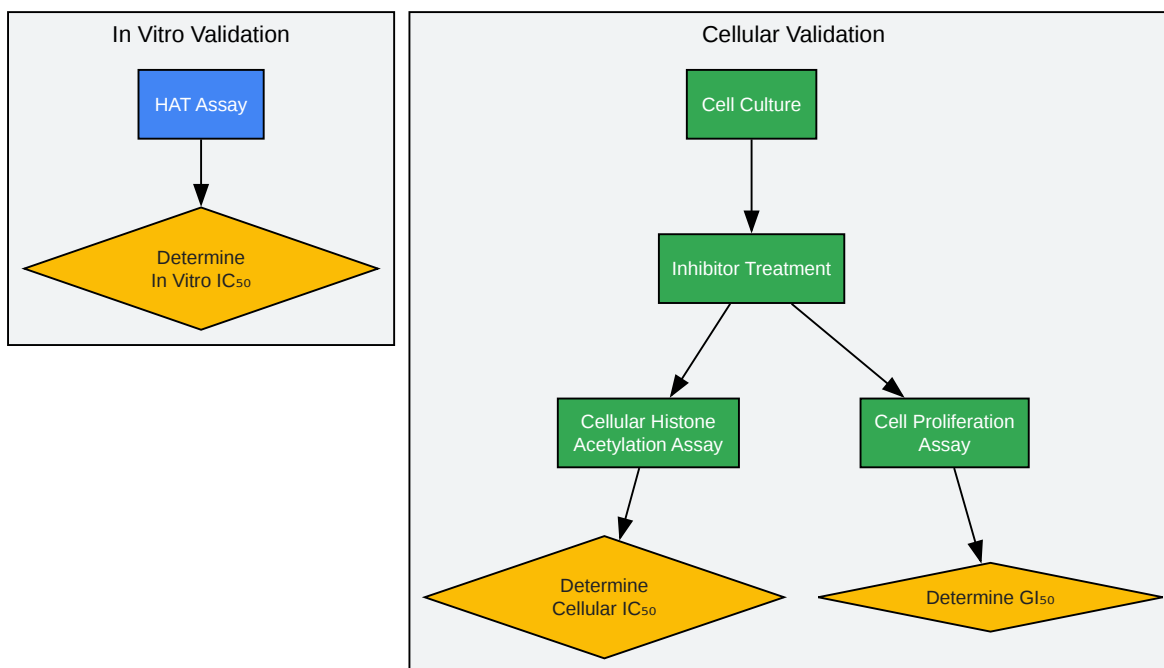 In Vitro Validation
HAT Assay
Determine
In Vitro IC₅₀
Cellular Validation
Cell Culture
Inhibitor Treatment
Cellular Histone
Acetylation Assay
Cell Proliferation
Assay
Determine
Cellular IC₅₀
Determine GI₅₀